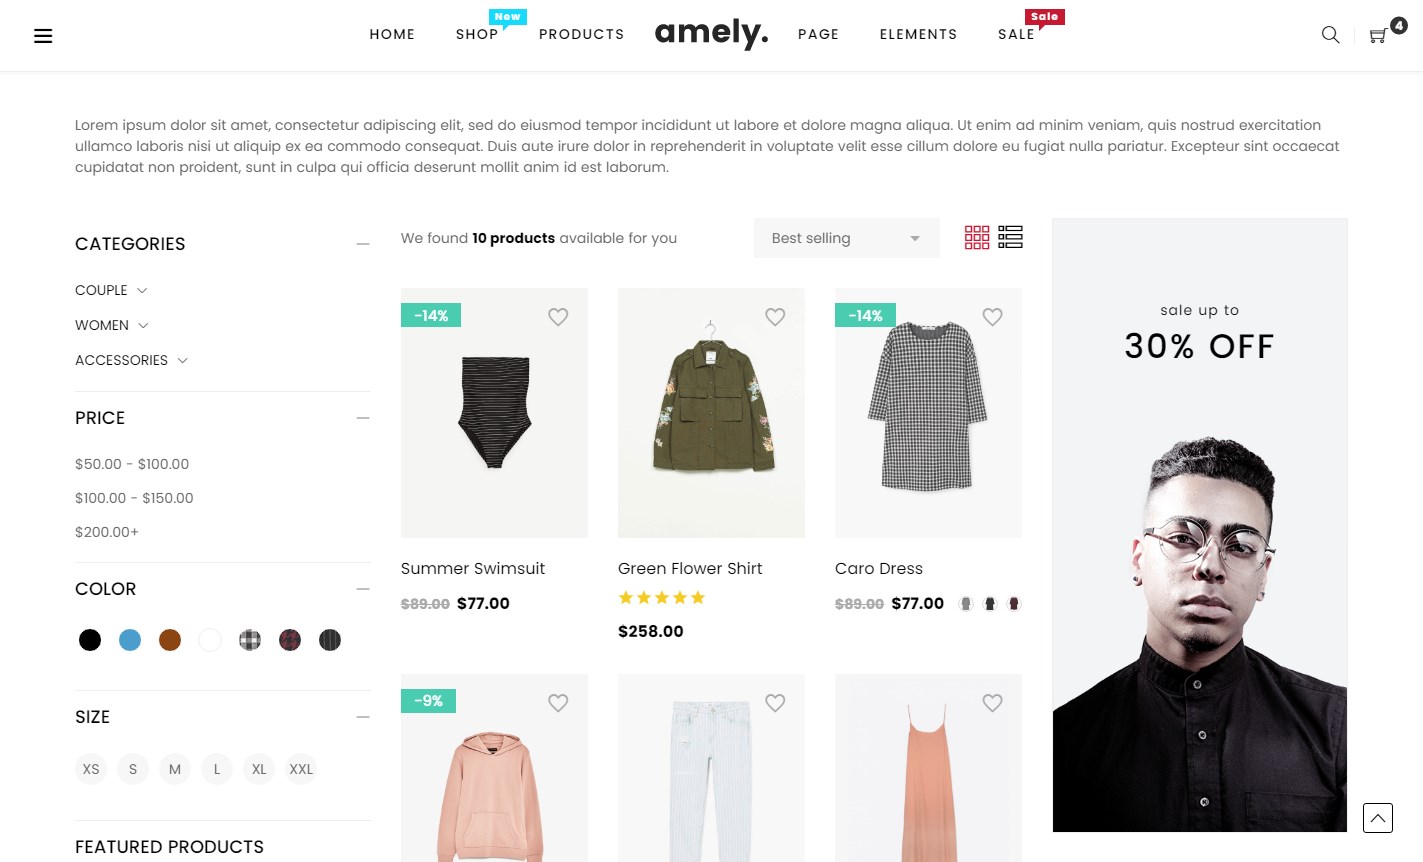 HOME
SHOP
New
PRODUCTS
amely.
PAGE
ELEMENTS
SALE
Sale
4
Lorem ipsum dolor sit amet, consectetur adipiscing elit, sed do eiusmod tempor incididunt ut labore et dolore magna aliqua. Ut enim ad minim veniam, quis nostrud exercitation
ullamco laboris nisi ut aliquip ex ea commodo consequat. Duis aute irure dolor in reprehenderit in voluptate velit esse cillum dolore eu fugiat nulla pariatur. Excepteur sint occaecat
cupidatat non proident, sunt in culpa qui officia deserunt mollit anim id est laborum.
CATEGORIES
COUPLE
WOMEN
ACCESSORIES
PRICE
$50.00 - $100.00
$100.00 - $150.00
$200.00+
COLOR
SIZE
XS S M L XL XXL
FEATURED PRODUCTS
We found 10 products available for you
Best selling
-14%
Summer Swimsuit
$89.00 $77.00
Green Flower Shirt
$258.00
-14%
Caro Dress
$89.00 $77.00
-9%
sale up to
30% OFF